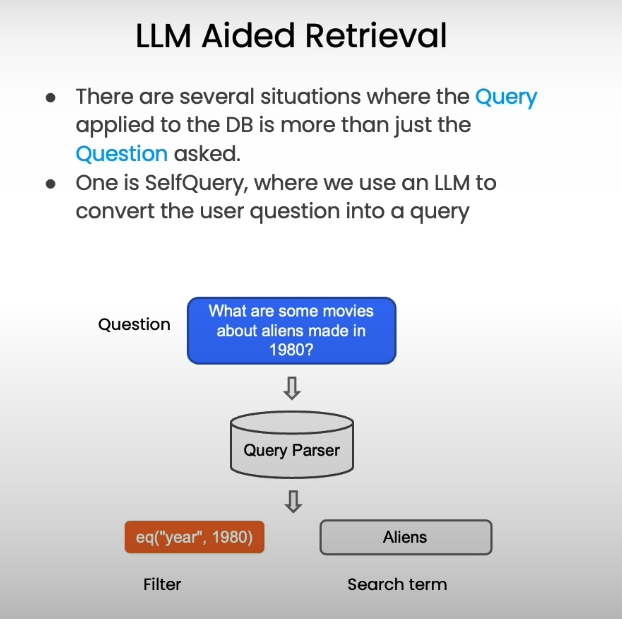 LLM Aided Retrieval
● There are several situations where the Query
applied to the DB is more than just the
Question asked.
● One is SelfQuery, where we use an LLM to
convert the user question into a query
Question
What are some movies
about aliens made in
1980?
Query Parser
eq("year", 1980)
Aliens
Filter
Search term